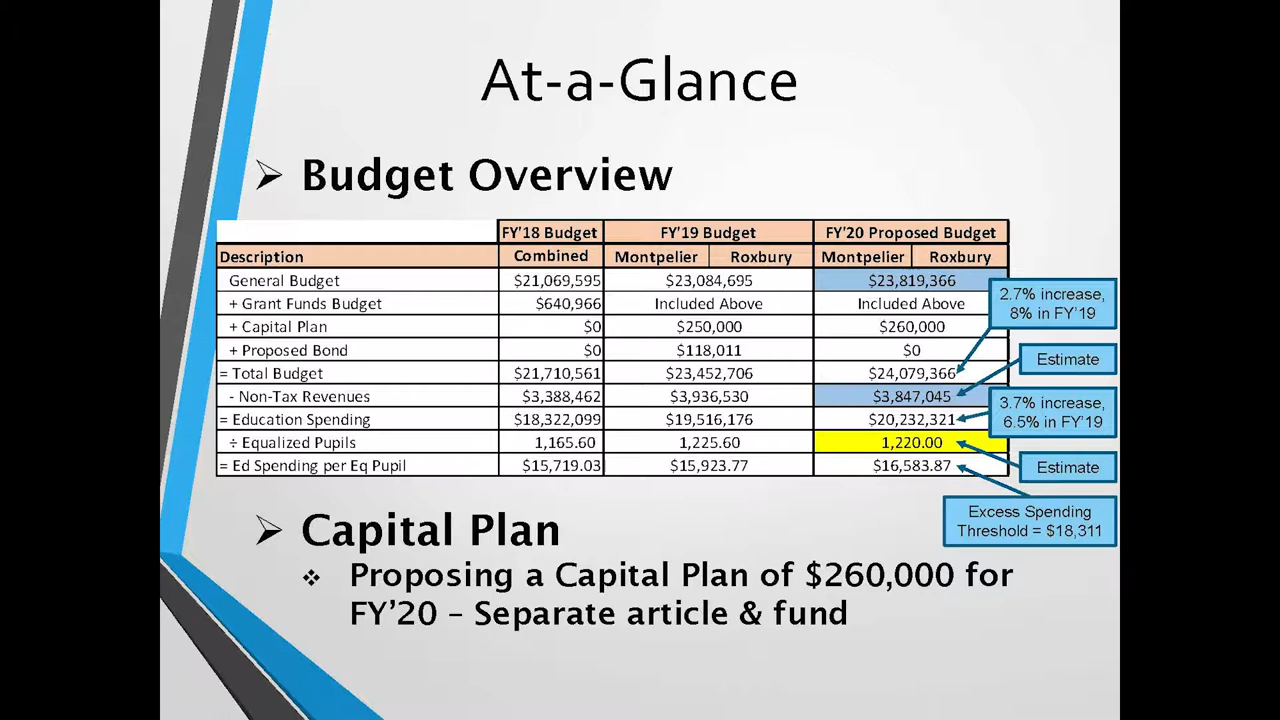 At-a-Glance
Budget Overview
FY'18 Budget FY'19 Budget FY'20 Proposed Budget
Description Combined Montpelier Roxbury Montpelier Roxbury
General Budget $21,069,595 $23,084,695 $23,819,366
+ Grant Funds Budget $640,966 Included Above Included Above
+ Capital Plan $0 $250,000 $260,000
+ Proposed Bond $0 $118,011 $0
= Total Budget $21,710,561 $23,452,706 $24,079,366
- Non-Tax Revenues $3,388,462 $3,936,530 $3,847,045
= Education Spending $18,322,099 $19,516,176 $20,232,321
÷ Equalized Pupils 1,165.60 1,225.60 1,220.00
= Ed Spending per Eq Pupil $15,719.03 $15,923.77 $16,583.87
2.7% increase,
8% in FY'19
Estimate
3.7% increase,
6.5% in FY'19
Estimate
Excess Spending
Threshold = $18,311
Capital Plan
Proposing a Capital Plan of $260,000 for
FY'20 – Separate article & fund